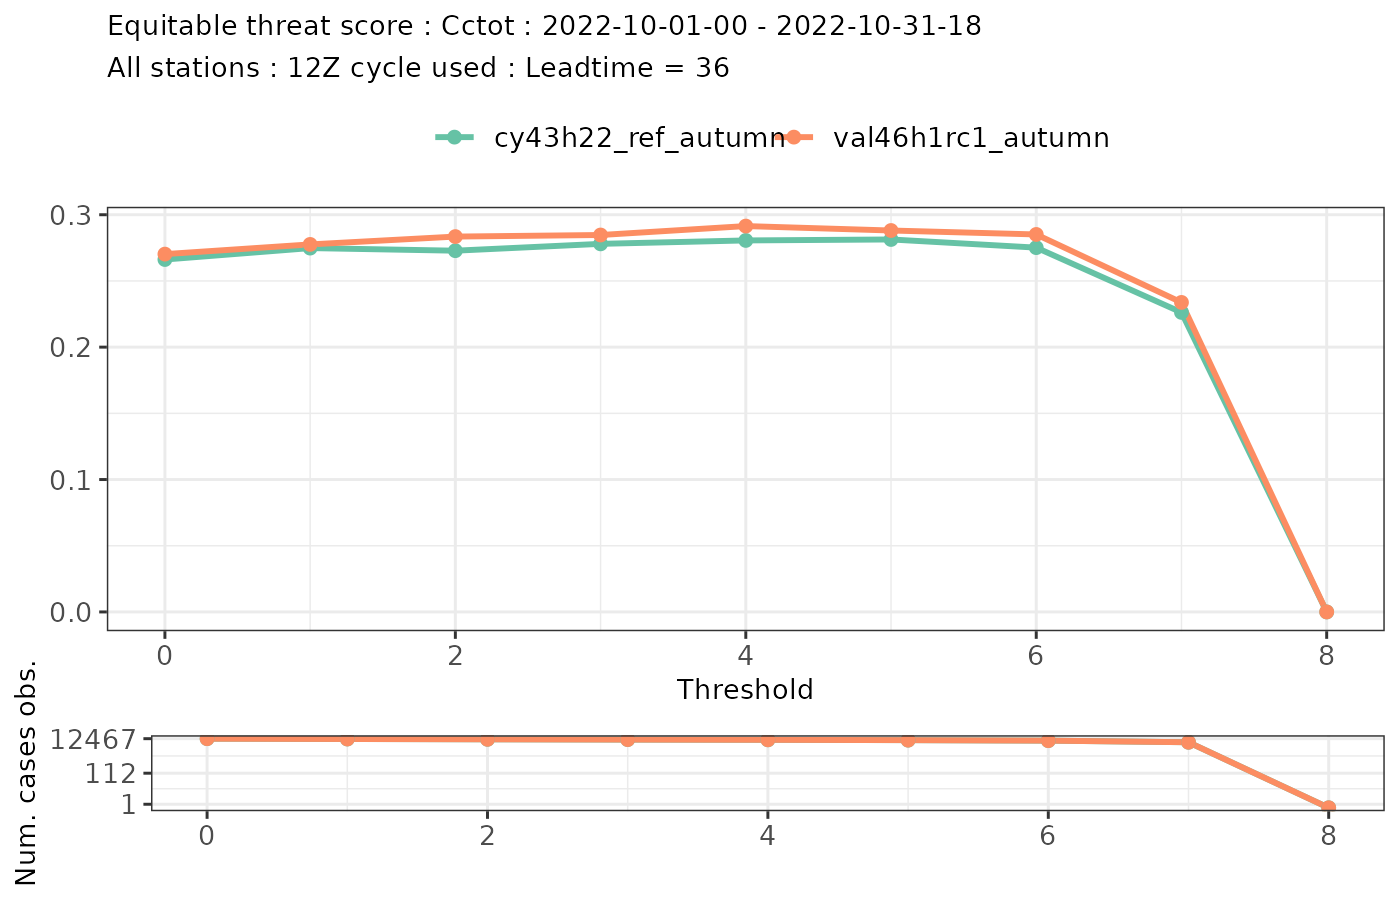 Equitable threat score : Cctot : 2022-10-01-00 - 2022-10-31-18
All stations : 12Z cycle used : Leadtime = 36
cy43h22_ref_autumn val46h1rc1_autumn
0.3
0.2
0.1
0.0
0 2 4 6 8
Threshold
Num. cases obs.
12467
112
1
0 2 4 6 8